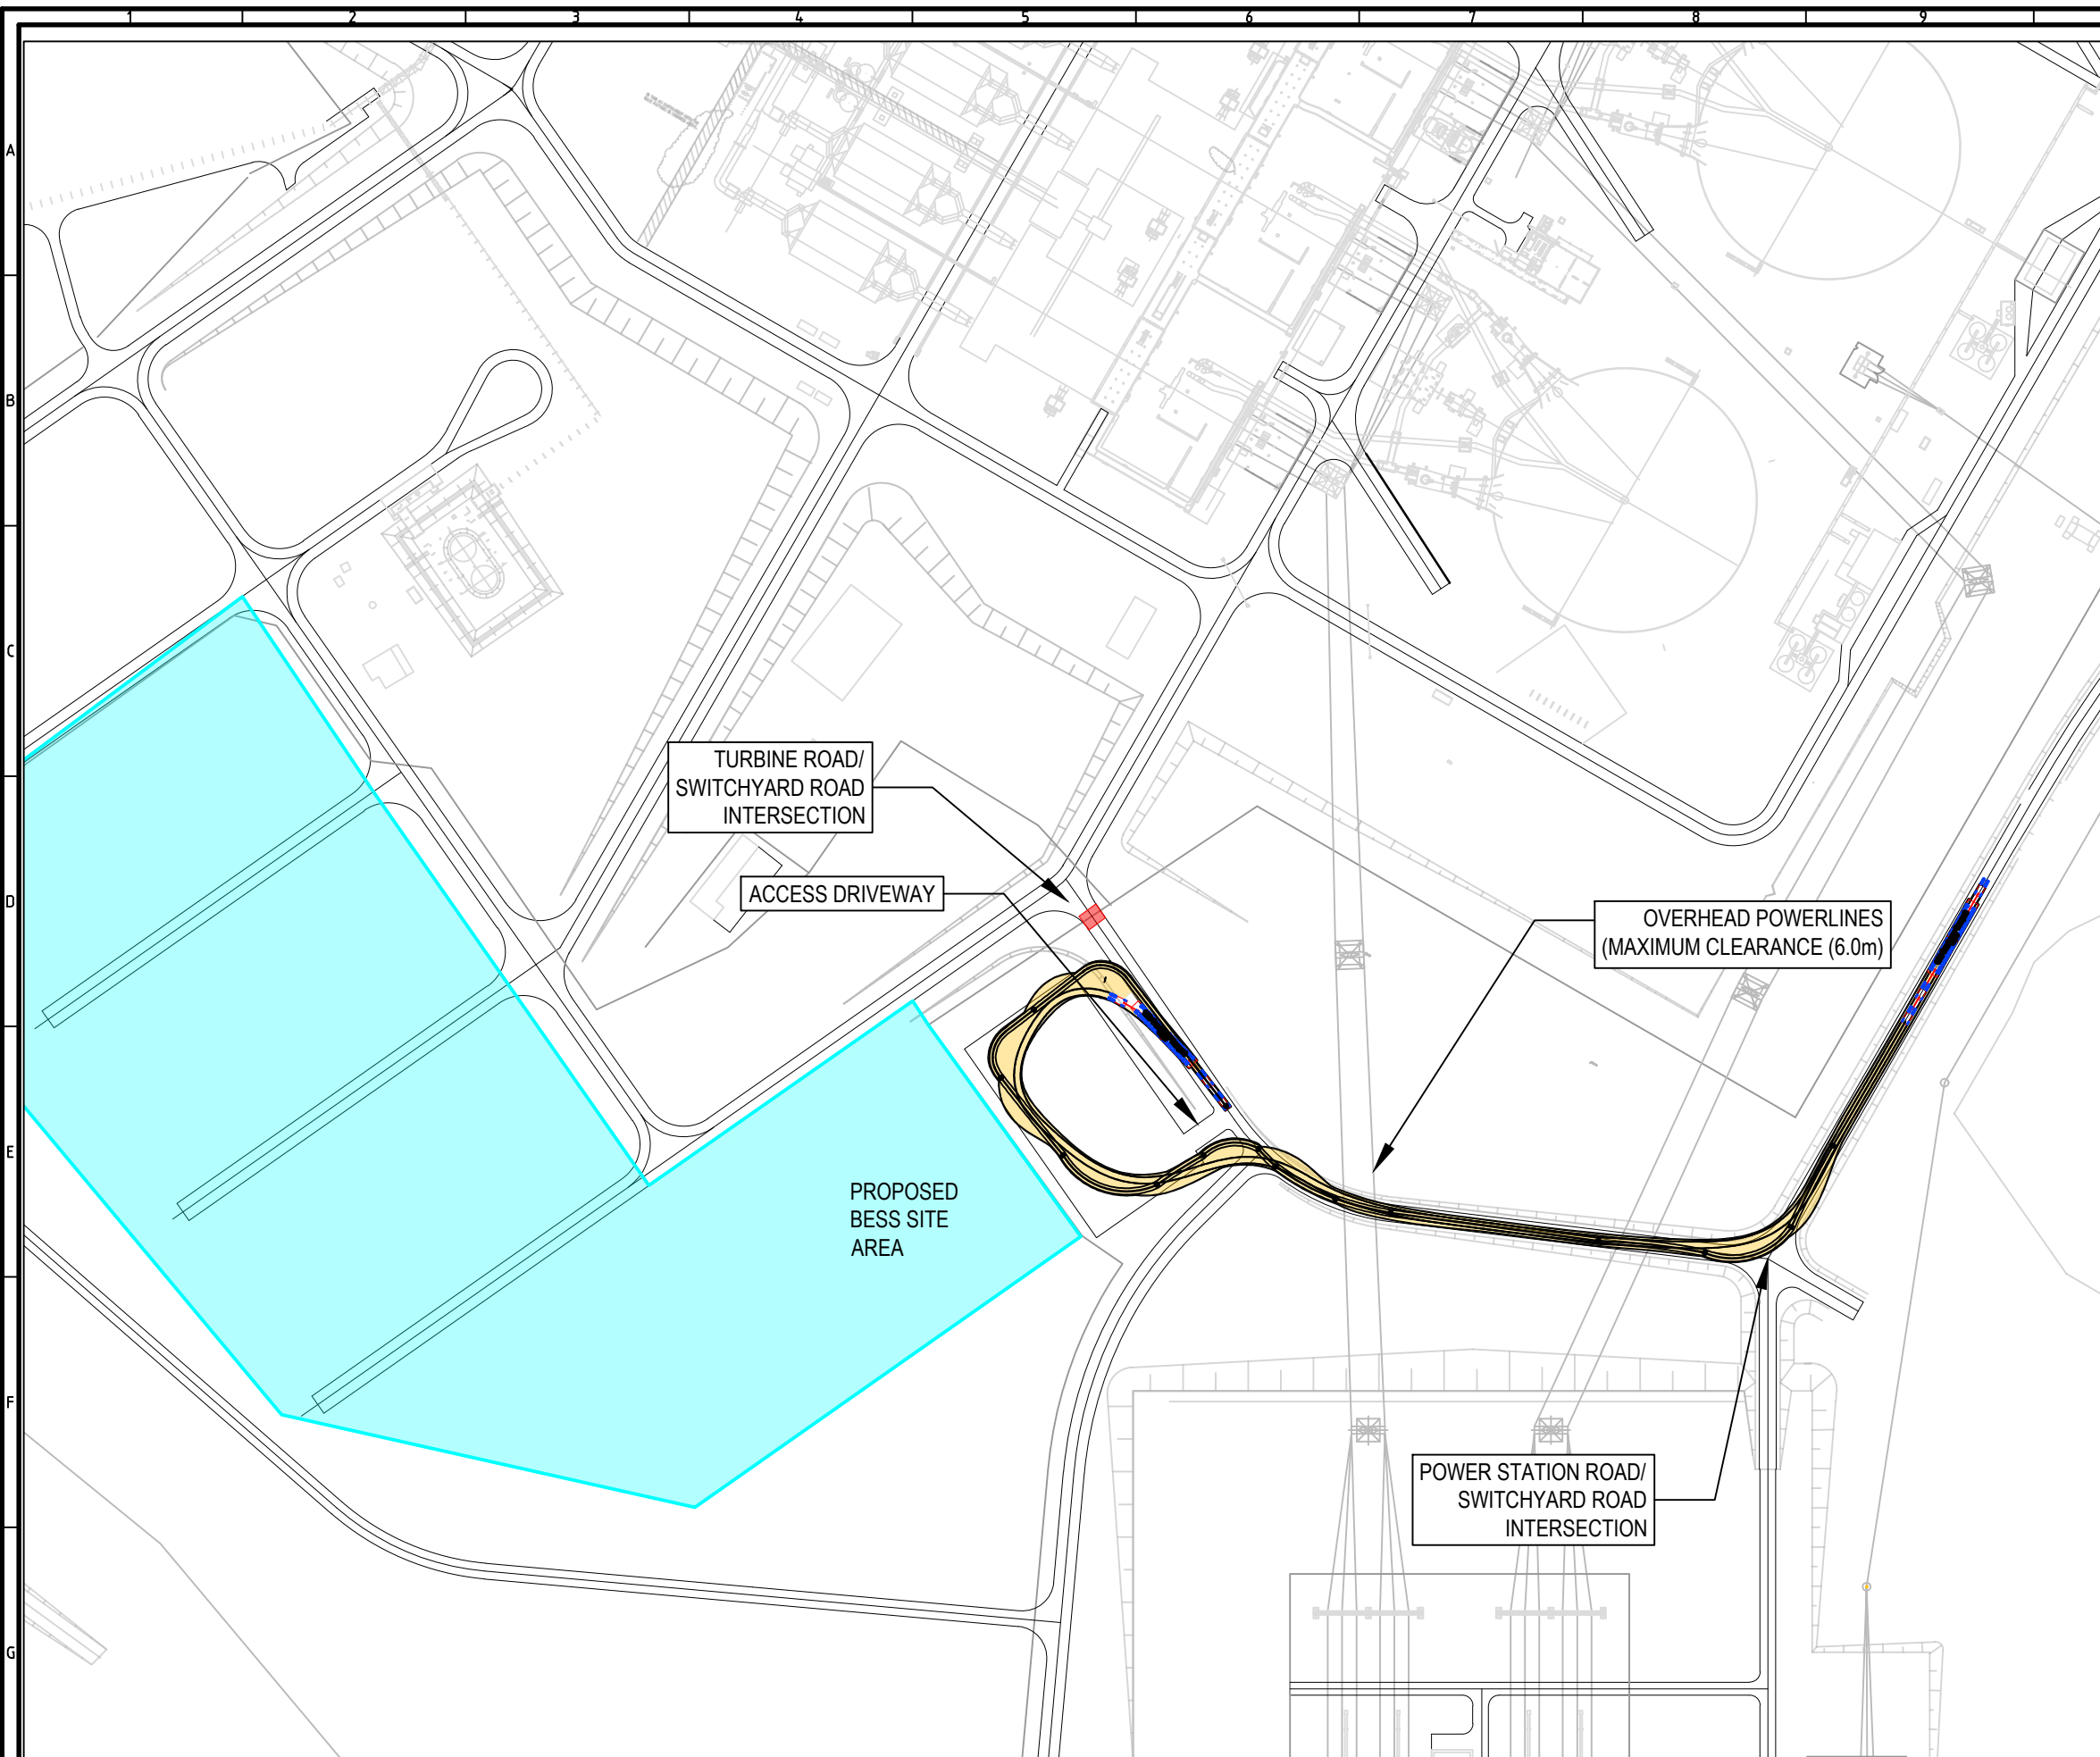 1 2 3 4 5 6 7 8 9
A
B
C
TURBINE ROAD/
SWITCHYARD ROAD
INTERSECTION
D
ACCESS DRIVEWAY
OVERHEAD POWERLINES
(MAXIMUM CLEARANCE (6.0m)
E
PROPOSED
BESS SITE
AREA
F
POWER STATION ROAD/
SWITCHYARD ROAD
INTERSECTION
G